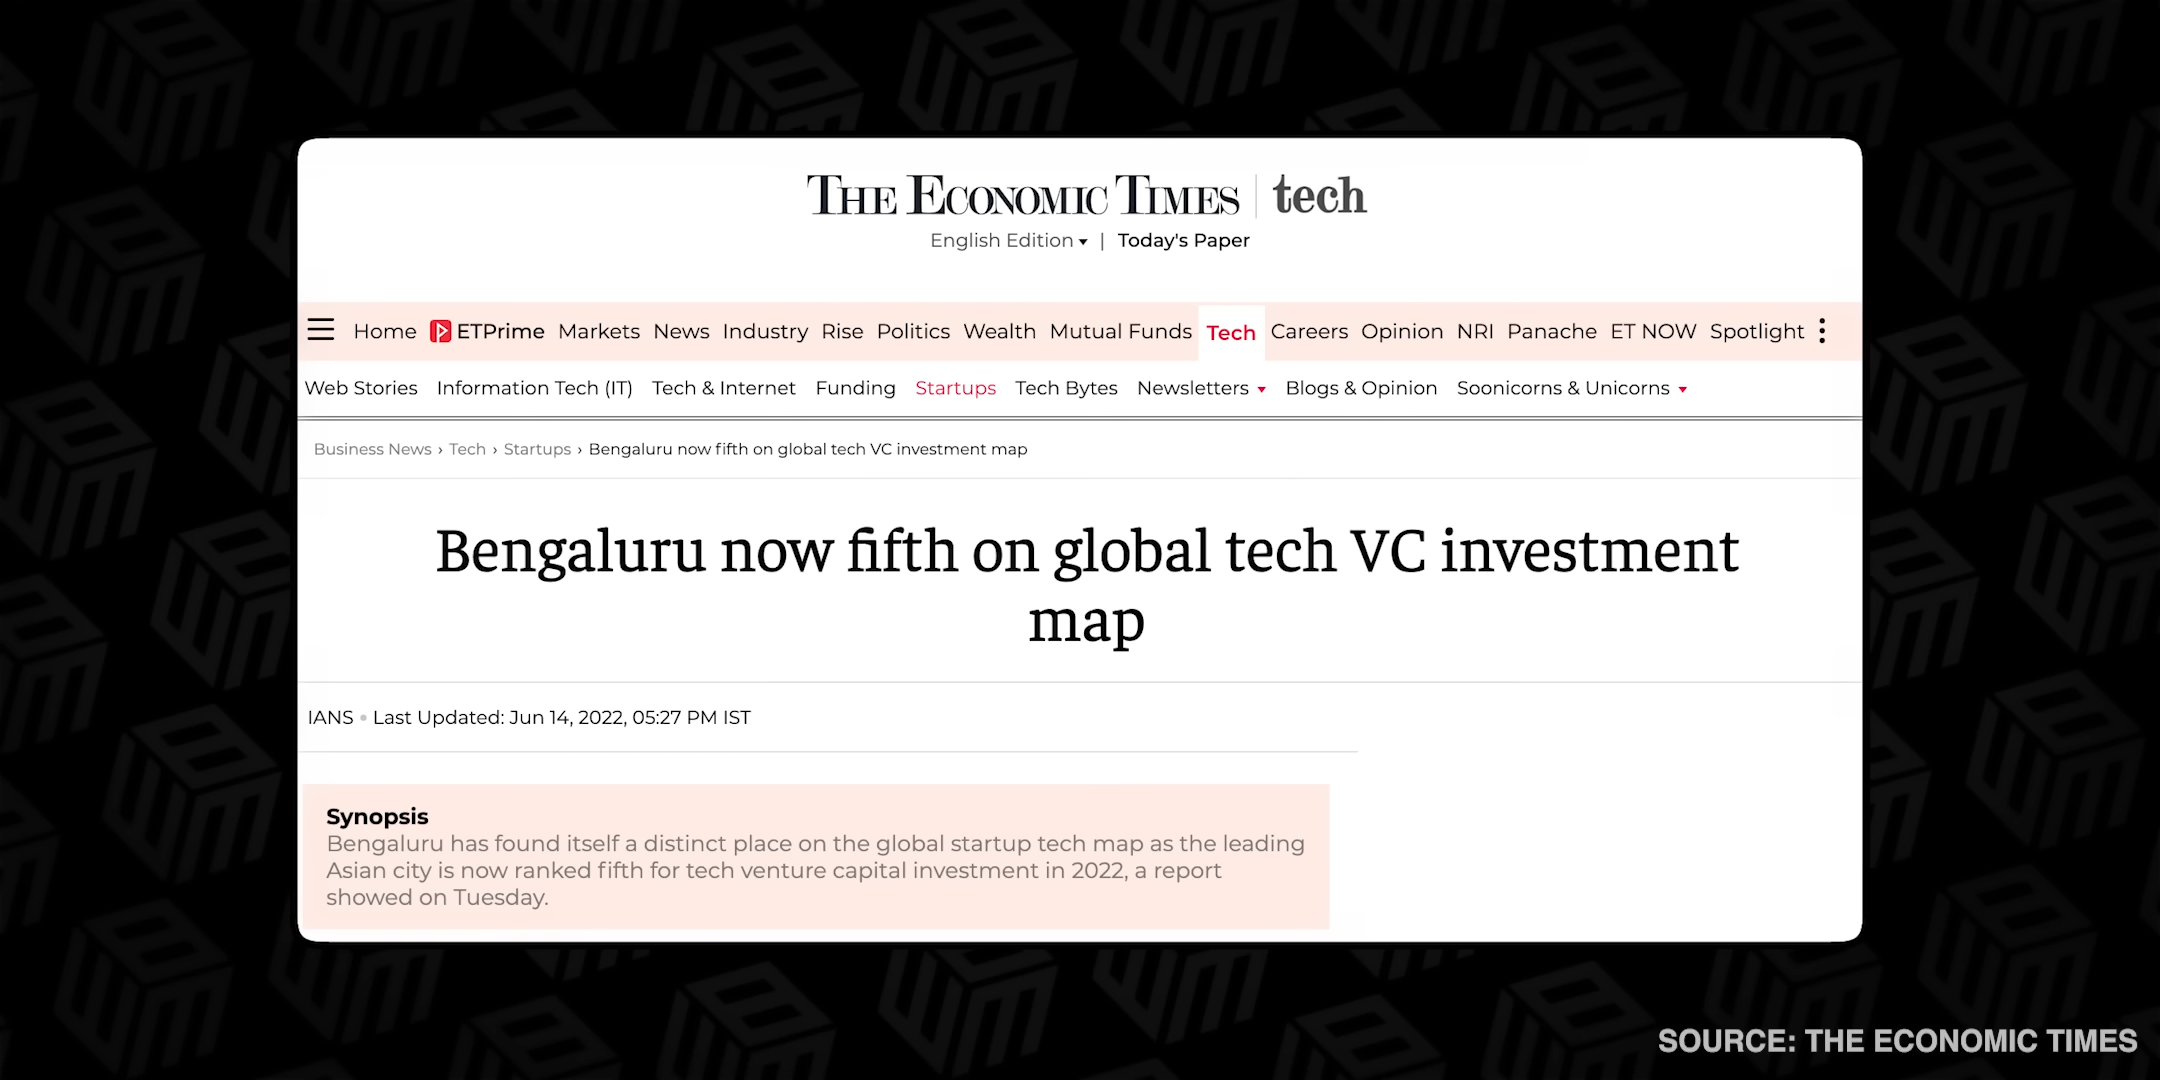 THE ECONOMIC TIMES | tech
English Edition ▾ | Today's Paper
Home ETPrime Markets News Industry Rise Politics Wealth Mutual Funds Tech Careers Opinion NRI Panache ET NOW Spotlight
Web Stories Information Tech (IT) Tech & Internet Funding Startups Tech Bytes Newsletters ▾ Blogs & Opinion Soonicorns & Unicorns ▾
Business News › Tech › Startups › Bengaluru now fifth on global tech VC investment map
Bengaluru now fifth on global tech VC investment
map
IANS • Last Updated: Jun 14, 2022, 05:27 PM IST
Synopsis
Bengaluru has found itself a distinct place on the global startup tech map as the leading
Asian city is now ranked fifth for tech venture capital investment in 2022, a report
showed on Tuesday.
SOURCE: THE ECONOMIC TIMES